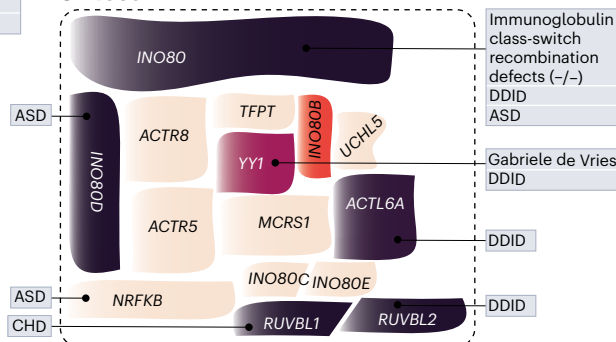 Immunoglobulin
class-switch
recombination
defects (–/–)
DDID
ASD
INO80
ASD
ACTR8
TFPT
INO80B
UCHL5
INO80D
YY1
Gabriele de Vries
DDID
ACTL6A
ACTR5
MCRS1
DDID
INO80C
INO80E
ASD
NRFKB
DDID
CHD
RUVBL1
RUVBL2